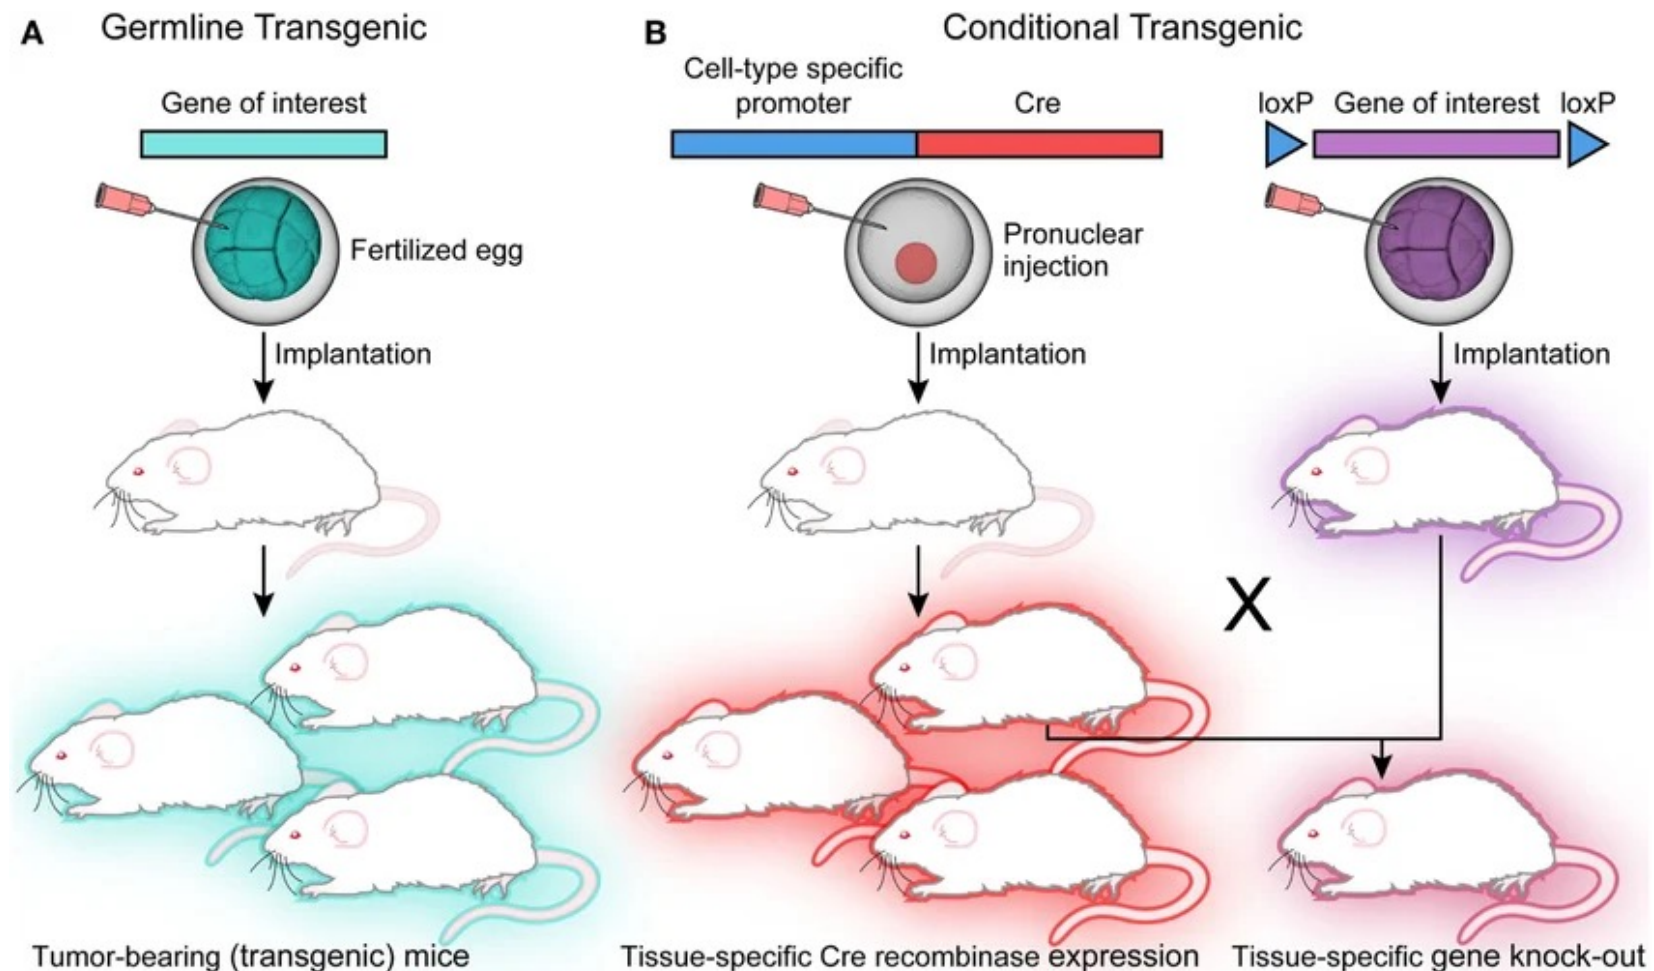 A Germline Transgenic
Gene of interest
Fertilized egg
Implantation
Tumor-bearing (transgenic) mice
B Conditional Transgenic
Cell-type specific
promoter
Cre
loxP Gene of interest loxP
Pronuclear
injection
Implantation
Implantation
X
Tissue-specific Cre recombinase expression
Tissue-specific gene knock-out